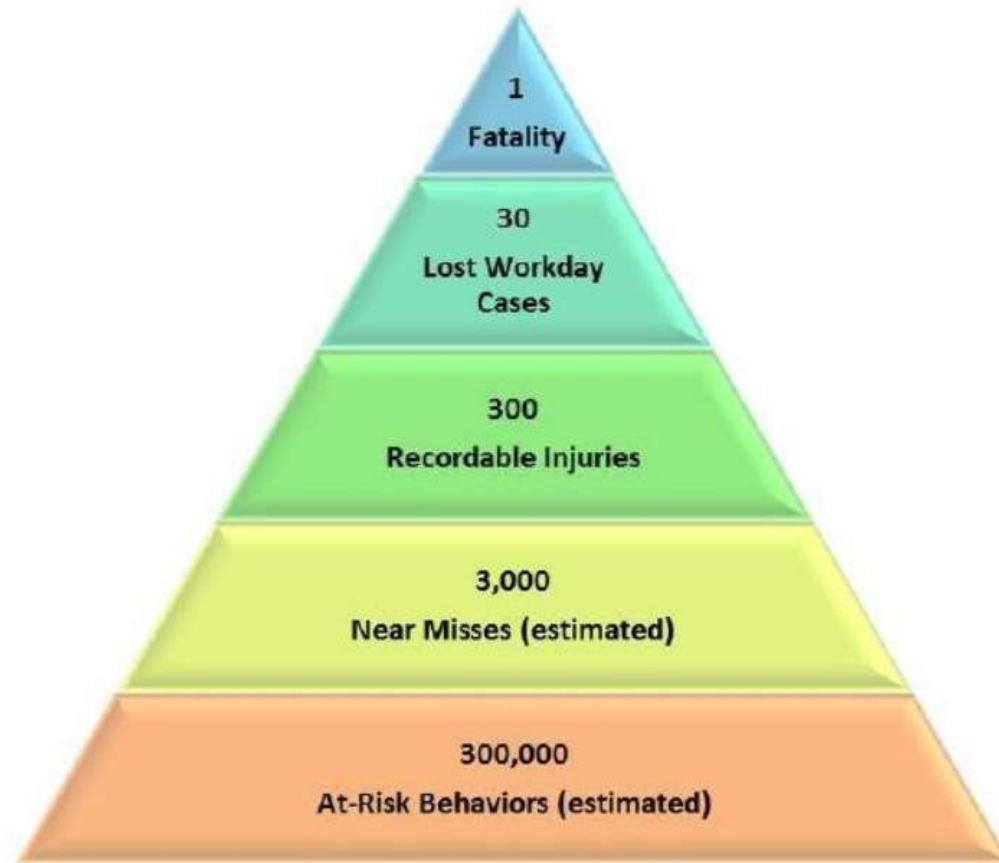 1
Fatality
30
Lost Workday
Cases
300
Recordable Injuries
3,000
Near Misses (estimated)
300,000
At-Risk Behaviors (estimated)